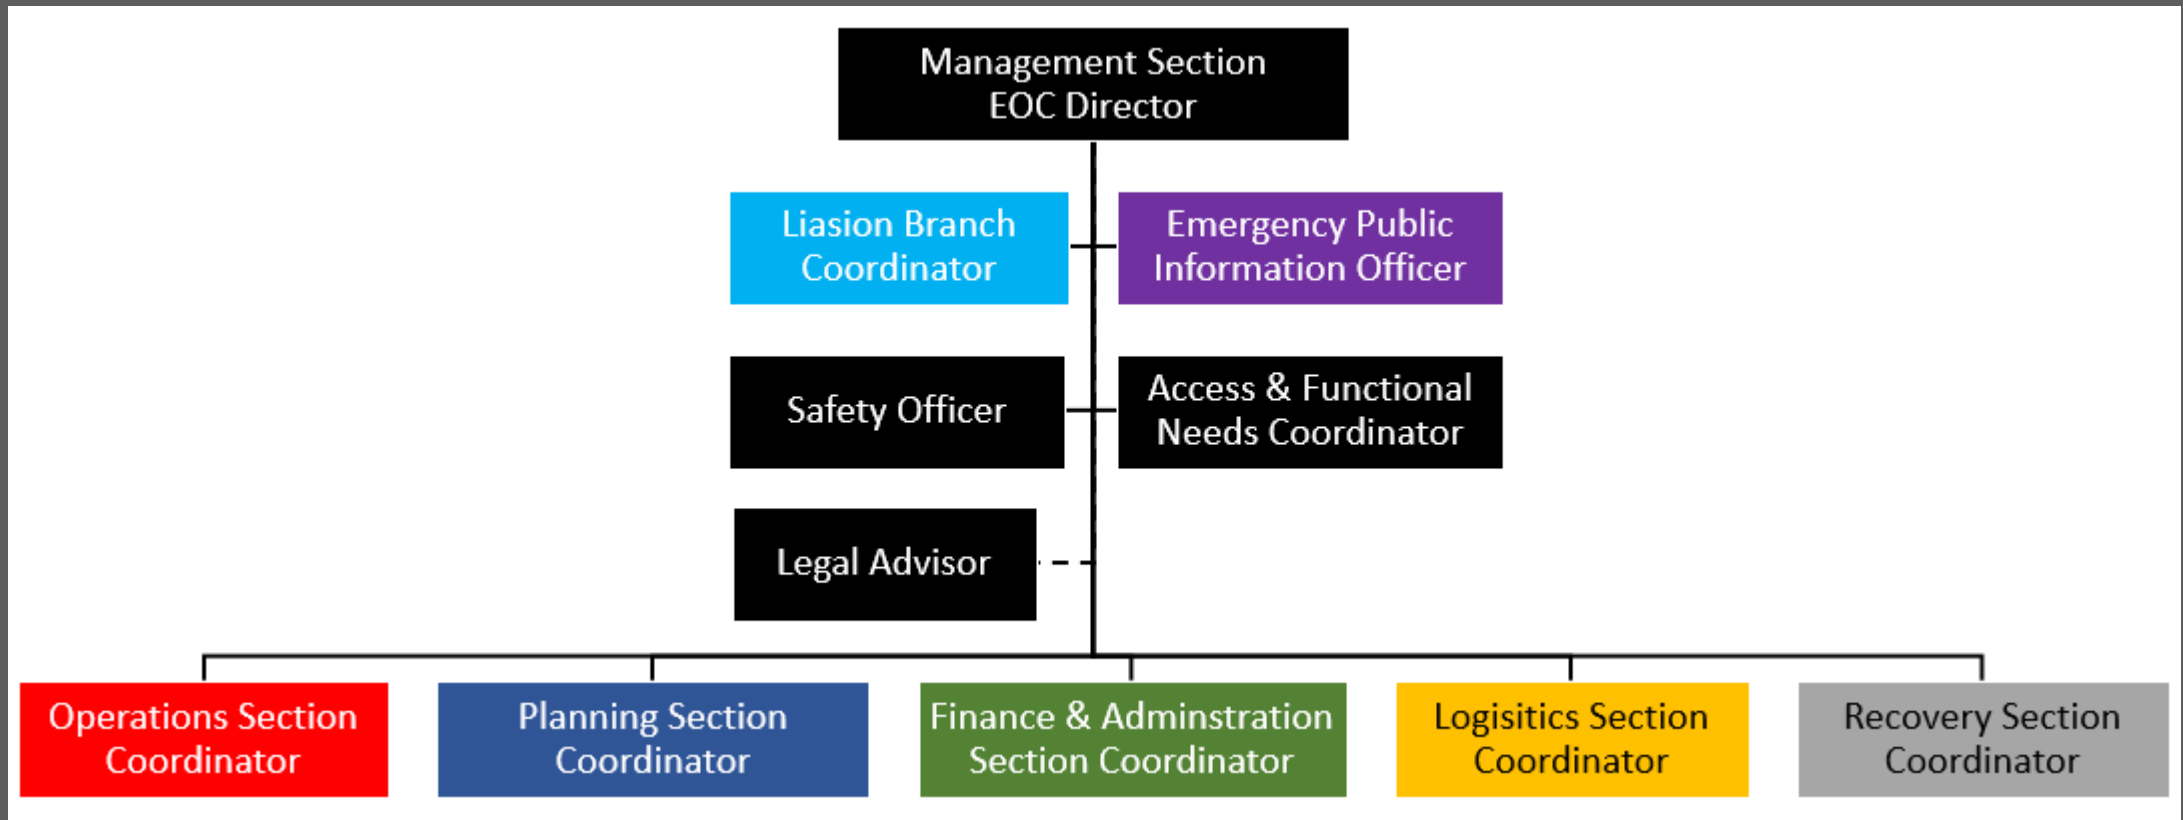 Management Section
EOC Director
Liasion Branch
Coordinator
Emergency Public
Information Officer
Safety Officer
Access & Functional
Needs Coordinator
Legal Advisor
Operations Section
Coordinator
Planning Section
Coordinator
Finance & Adminstration
Section Coordinator
Logisitics Section
Coordinator
Recovery Section
Coordinator